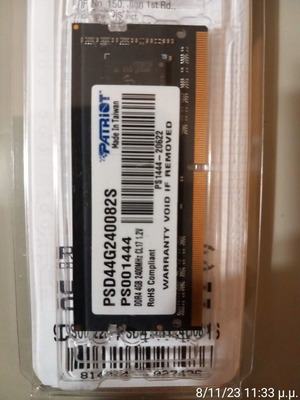 PATRIOT
Made In Taiwan
PS1444-20622
PSD44G240082S
PS001444
DDR4 4GB 2400MHz CL17 1.2V
RoHS Compliant
WARRANTY VOID IF REMOVED
8/11/23 11:33 μ.μ.